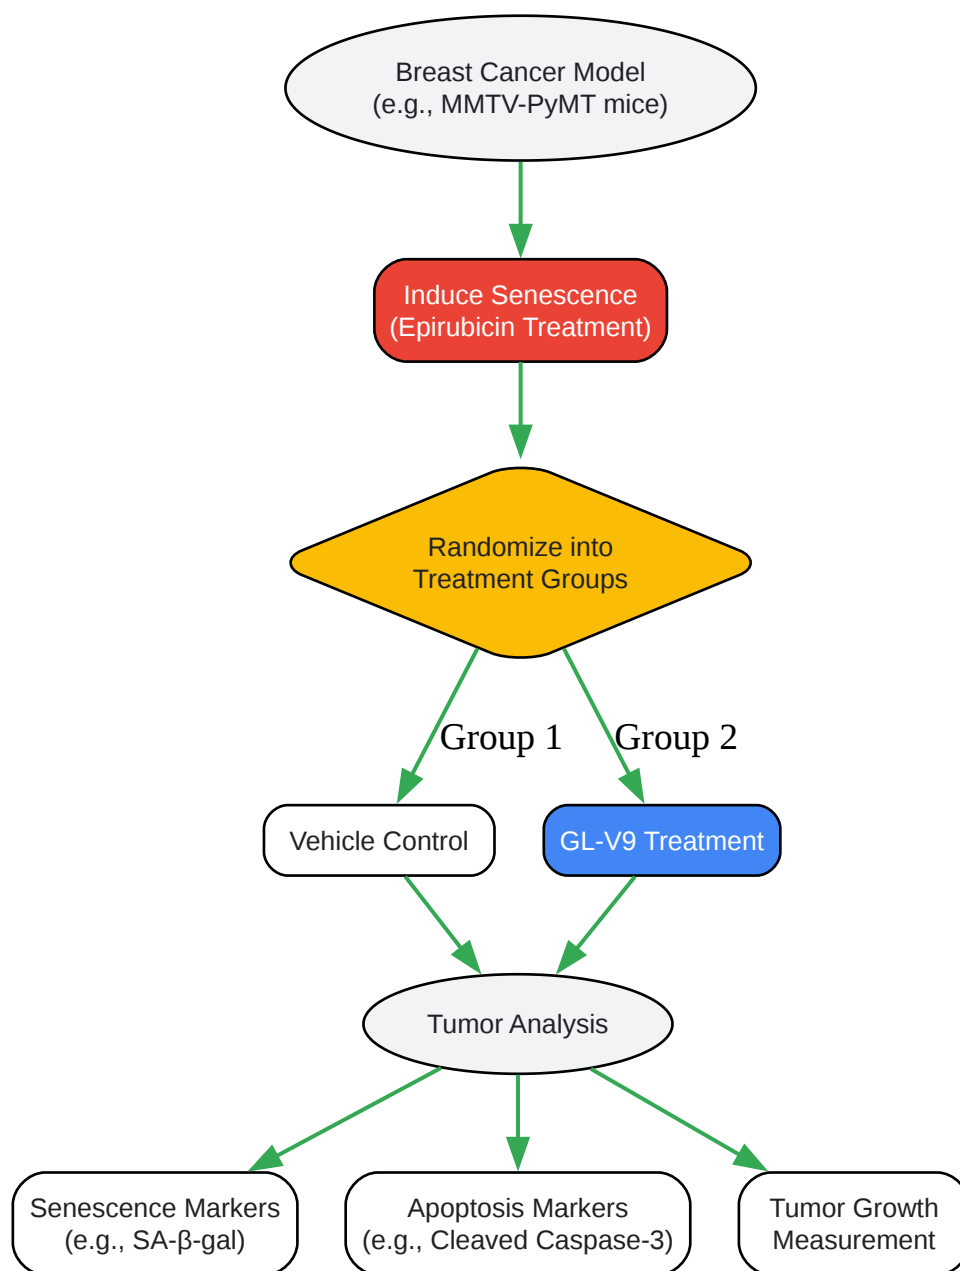 Breast Cancer Model
(e.g., MMTV-PyMT mice)
Induce Senescence
(Epirubicin Treatment)
Randomize into
Treatment Groups
Group 1
Group 2
Vehicle Control
GL-V9 Treatment
Tumor Analysis
Senescence Markers
(e.g., SA-β-gal)
Apoptosis Markers
(e.g., Cleaved Caspase-3)
Tumor Growth
Measurement